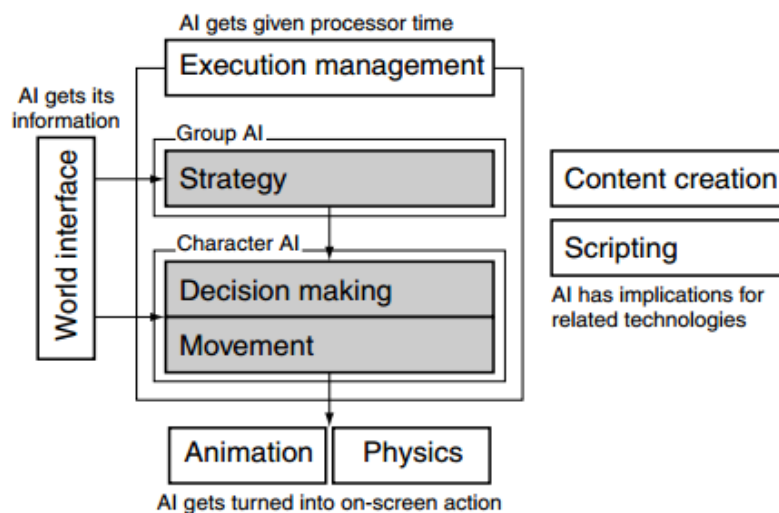 AI gets given processor time
Execution management
AI gets its
information
Group AI
Strategy
World interface
Character AI
Decision making
Movement
Content creation
Scripting
AI has implications for
related technologies
Animation
Physics
AI gets turned into on-screen action